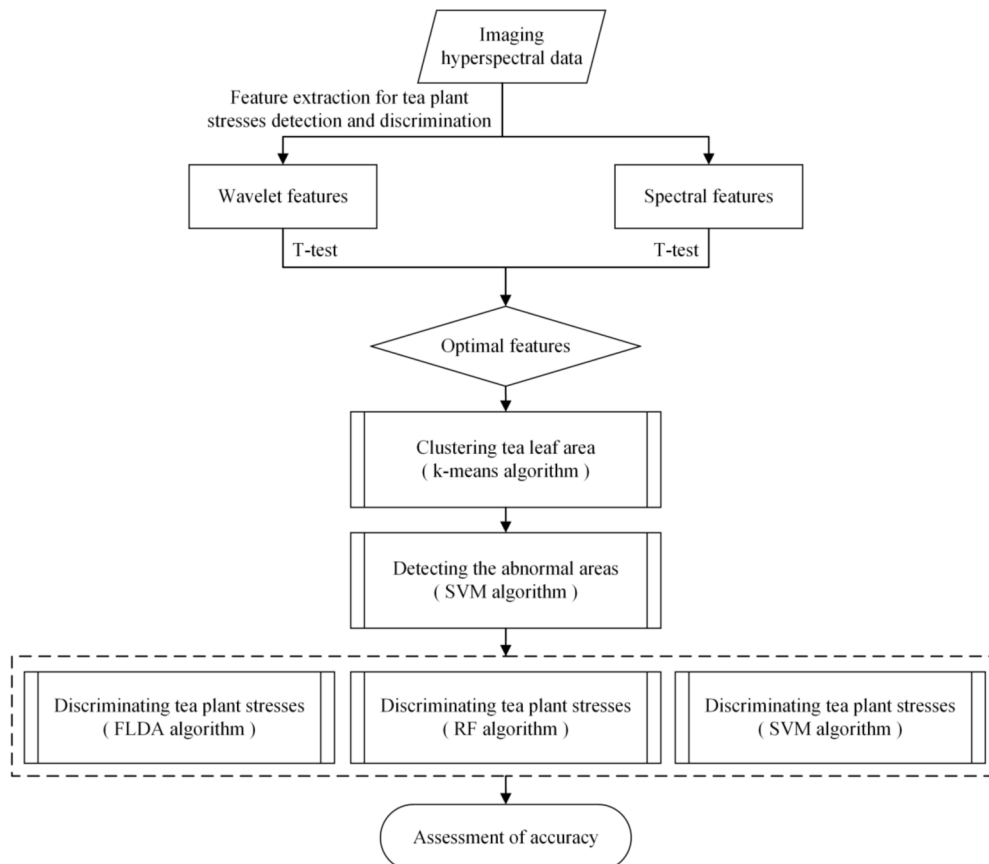 Imaging
hyperspectral data
Feature extraction for tea plant
stresses detection and discrimination
Wavelet features
Spectral features
T-test
T-test
Optimal features
Clustering tea leaf area
( k-means algorithm )
Detecting the abnormal areas
( SVM algorithm )
Discriminating tea plant stresses
( FLDA algorithm )
Discriminating tea plant stresses
( RF algorithm )
Discriminating tea plant stresses
( SVM algorithm )
Assessment of accuracy